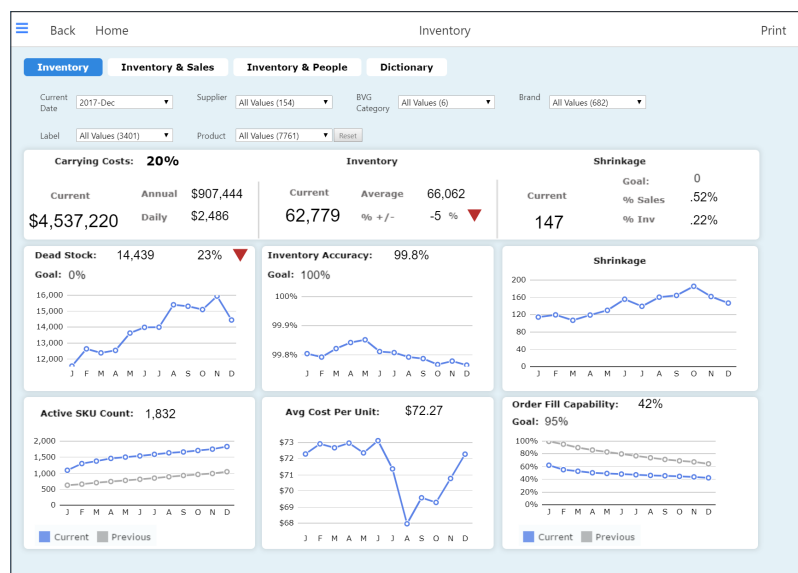 Back Home Inventory Print
Inventory Inventory & Sales Inventory & People Dictionary
Current Date 2017-Dec Supplier All Values (154) BVG Category All Values (6) Brand All Values (682)
Label All Values (3401) Product All Values (7761) Reset
Carrying Costs: 20%
Current Annual $907,444
$4,537,220 Daily $2,486
Inventory
Current Average 66,062
62,779 % +/- -5 %
Shrinkage
Goal: 0
Current % Sales .52%
147 % Inv .22%
Dead Stock: 14,439 23%
Goal: 0%
16,000
15,000
14,000
13,000
12,000
J F M A M J J A S O N D
Inventory Accuracy: 99.8%
Goal: 100%
100%
99.9%
99.8%
J F M A M J J A S O N D
Shrinkage
200
160
120
80
40
0
J F M A M J J A S O N D
Active SKU Count: 1,832
2,000
1,500
1,000
500
0
J F M A M J J A S O N D
Current Previous
Avg Cost Per Unit: $72.27
$73
$72
$71
$70
$69
$68
J F M A M J J A S O N D
Order Fill Capability: 42%
Goal: 95%
100%
80%
60%
40%
20%
0%
J F M A M J J A S O N D
Current Previous